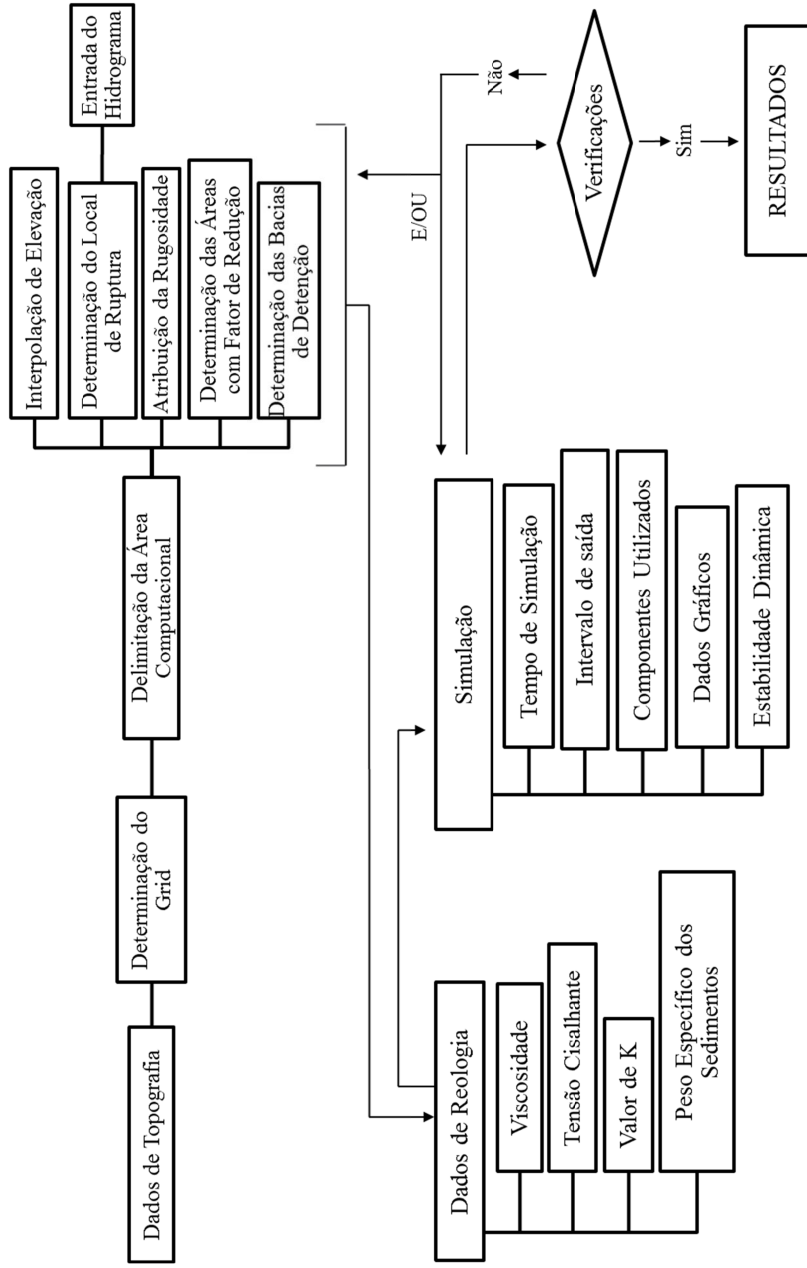 Dados de Topografia
Determinação do
Grid
Delimitação da Área
Computacional
Interpolação de Elevação
Determinação do Local
de Ruptura
Entrada do
Hidrograma
Atribuição da Rugosidade
Determinação das Áreas
com Fator de Redução
Determinação das Bacias
de Detenção
Dados de Reologia
Viscosidade
Tensão Cisalhante
Valor de K
Peso Específico dos
Sedimentos
Simulação
Tempo de Simulação
Intervalo de saída
Componentes Utilizados
Dados Gráficos
Estabilidade Dinâmica
E/OU
Não
Verificações
Sim
RESULTADOS